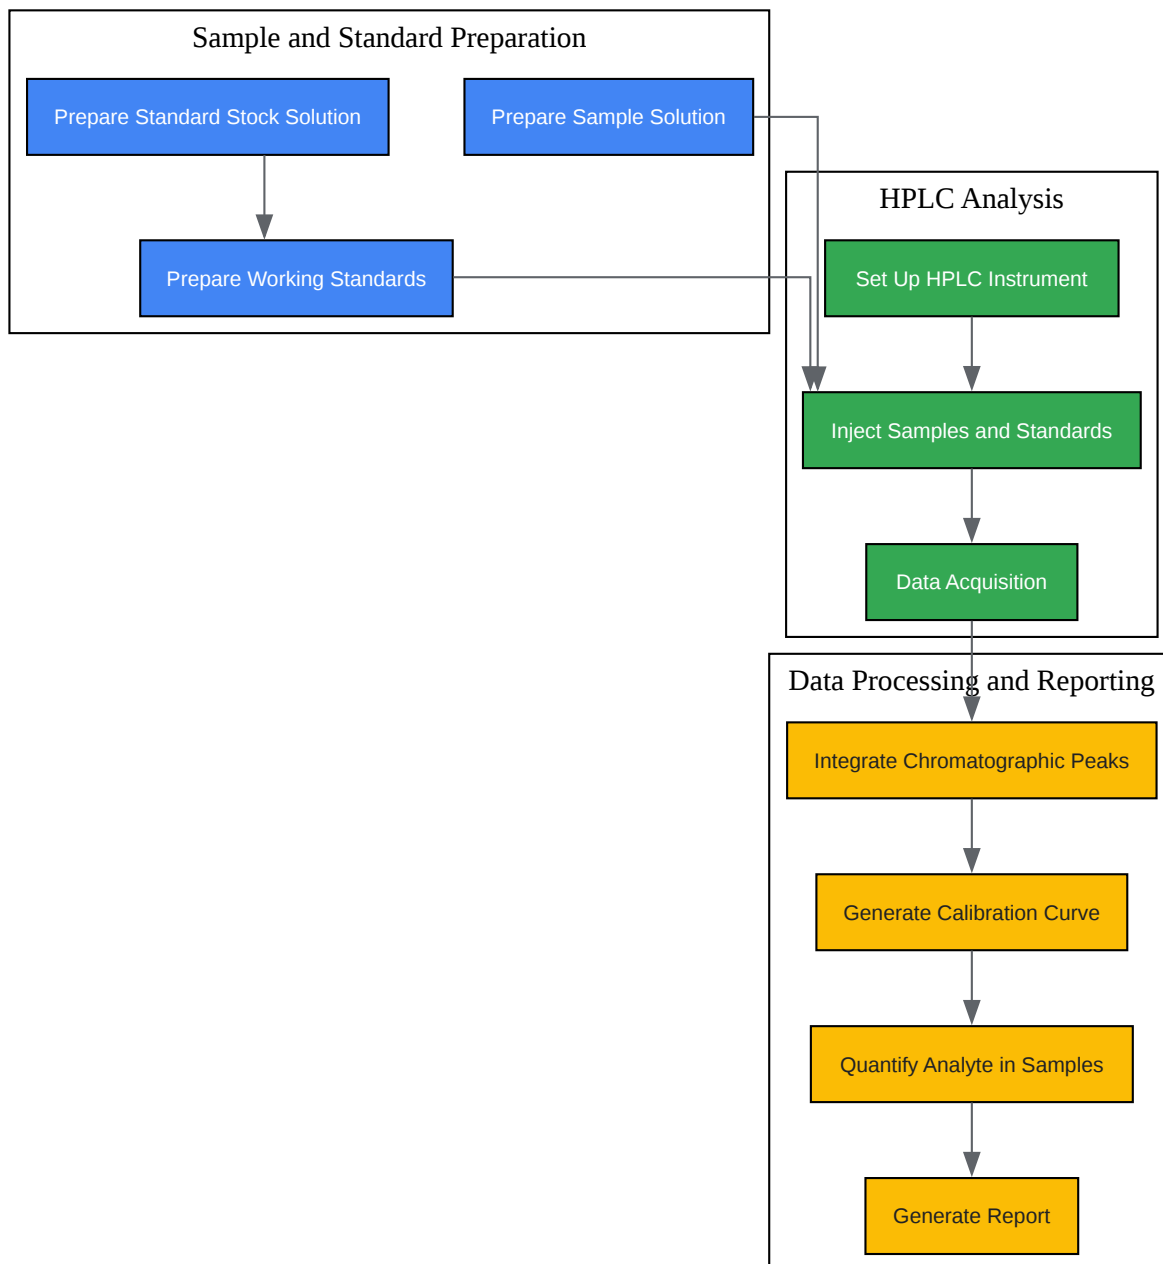 Sample and Standard Preparation
Prepare Standard Stock Solution
Prepare Sample Solution
Prepare Working Standards
HPLC Analysis
Set Up HPLC Instrument
Inject Samples and Standards
Data Acquisition
Data Processing and Reporting
Integrate Chromatographic Peaks
Generate Calibration Curve
Quantify Analyte in Samples
Generate Report